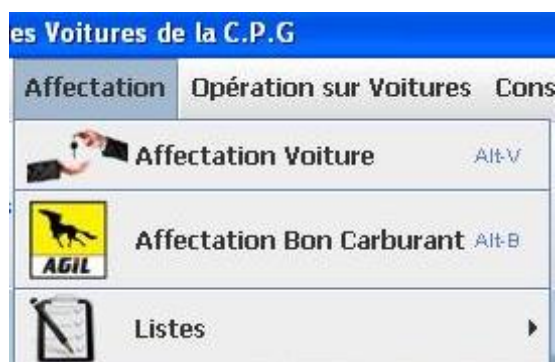 es Voitures de la C.P.G
Affectation Opération sur Voitures Cons
Affectation Voiture Alt-V
AGIL Affectation Bon Carburant Alt-B
Listes